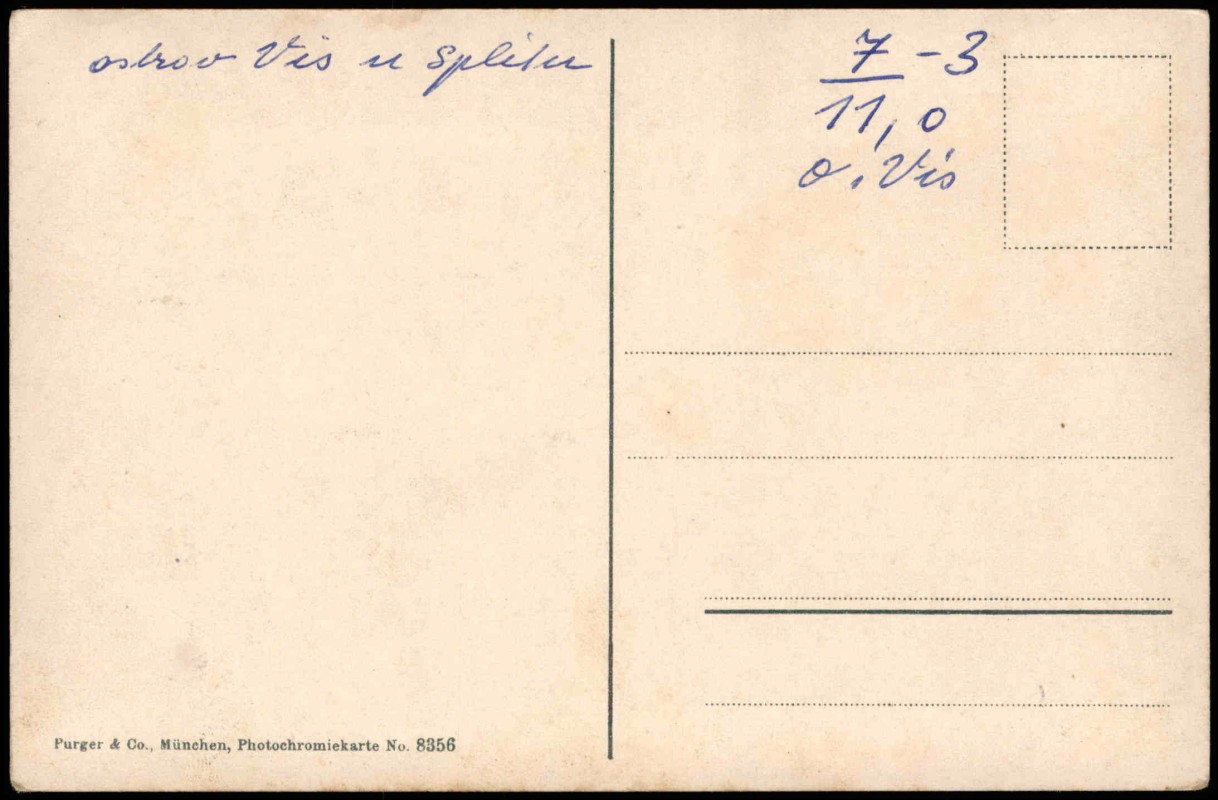 ostrov Vis u Splitu
7 - 3
11,0
o. Vis
Purger & Co., München, Photochromiekarte No. 8356